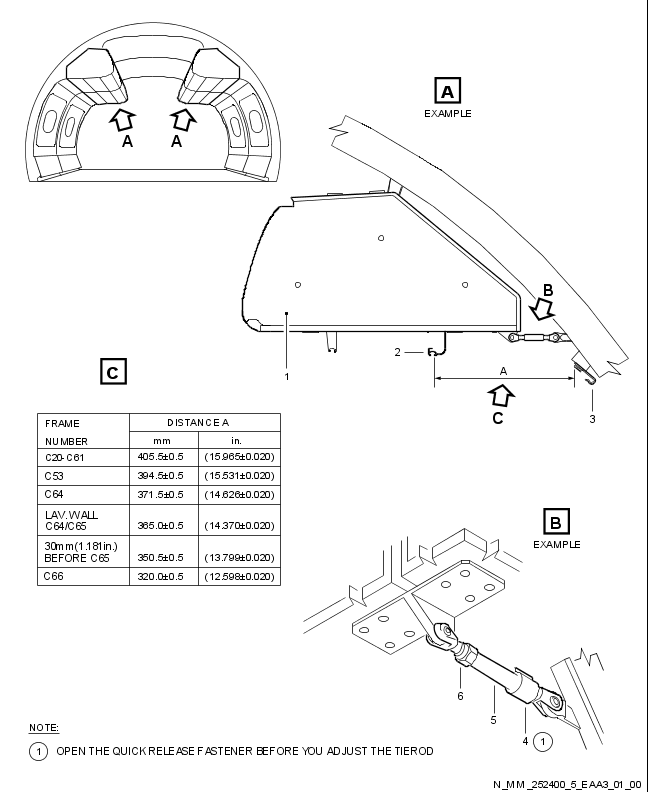 A A
A
EXAMPLE
B
1
2
A
C
3
C
FRAME NUMBER DISTANCE A
mm in.
C20-C61 405.5±0.5 (15.965±0.020)
C53 394.5±0.5 (15.531±0.020)
C64 371.5±0.5 (14.626±0.020)
LAV.WALL
C64/C65 365.0±0.5 (14.370±0.020)
30mm(1.181in.)
BEFORE C65 350.5±0.5 (13.799±0.020)
C66 320.0±0.5 (12.598±0.020)
B
EXAMPLE
6
5
4 1
NOTE:
1 OPEN THE QUICK RELEASE FASTENER BEFORE YOU ADJUST THE TIEROD
N_MM_252400_5_EAA3_01_00